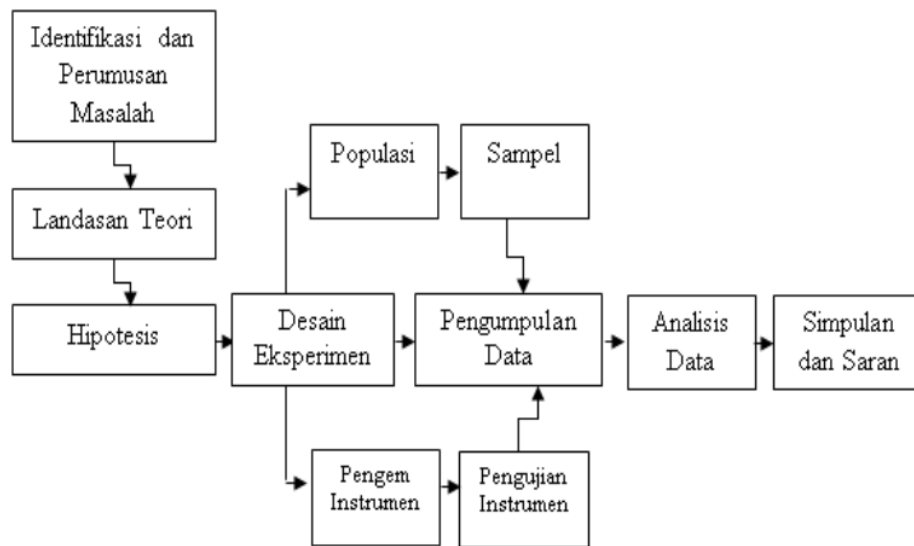 Identifikasi dan
Perumusan
Masalah
Landasan Teori
Hipotesis
Desain
Eksperimen
Populasi
Sampel
Pengumpulan
Data
Pengem
Instrumen
Pengujian
Instrumen
Analisis
Data
Simpulan
dan Saran